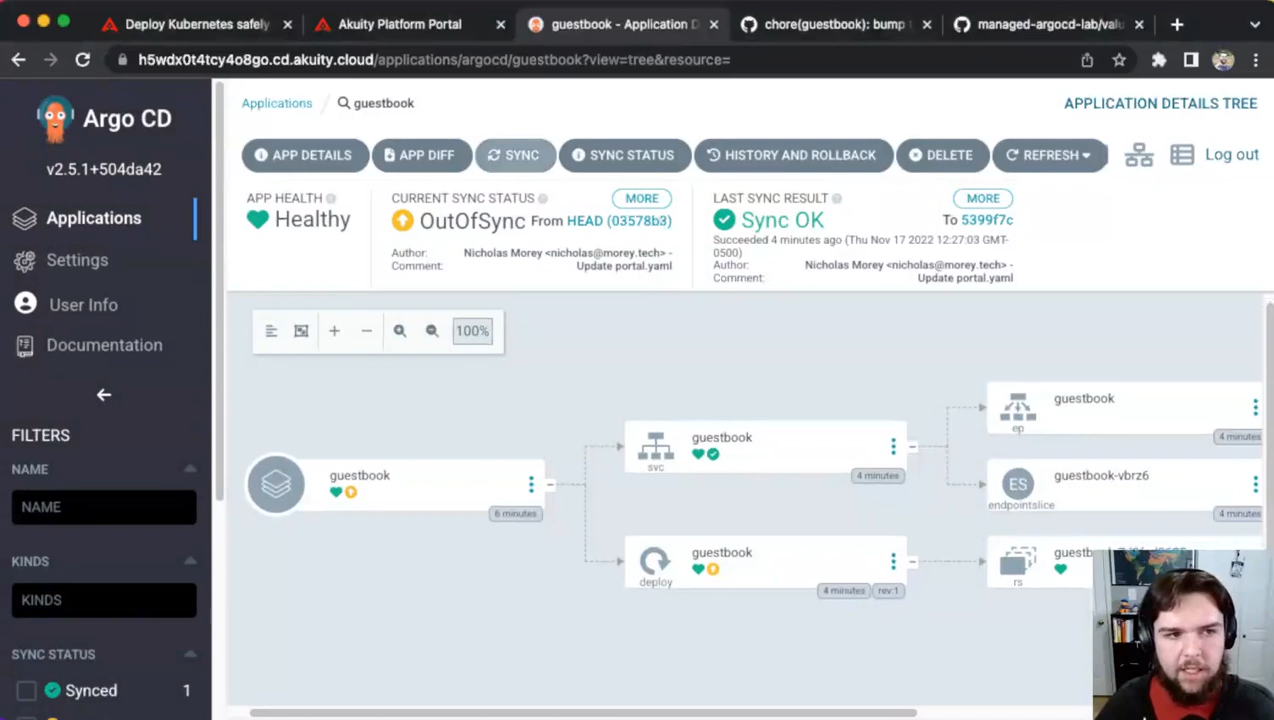 Deploy Kubernetes safely
Akuity Platform Portal
guestbook - Application D
chore(guestbook): bump t
managed-argocd-lab/valu
h5wdx0t4tcy4o8go.cd.akuity.cloud/applications/argocd/guestbook?view=tree&resource=
Argo CD
v2.5.1+504da42
Applications
Settings
User Info
Documentation
FILTERS
NAME
NAME
KINDS
KINDS
SYNC STATUS
Synced 1
Applications / guestbook
APPLICATION DETAILS TREE
APP DETAILS
APP DIFF
SYNC
SYNC STATUS
HISTORY AND ROLLBACK
DELETE
REFRESH
Log out
APP HEALTH
Healthy
CURRENT SYNC STATUS
MORE
OutOfSync From HEAD (03578b3)
Author: Nicholas Morey <nicholas@morey.tech> -
Comment: Update portal.yaml
LAST SYNC RESULT
MORE
Sync OK To 5399f7c
Succeeded 4 minutes ago (Thu Nov 17 2022 12:27:03 GMT-
0500)
Author: Nicholas Morey <nicholas@morey.tech> -
Comment: Update portal.yaml
100%
guestbook
6 minutes
guestbook
svc
4 minutes
guestbook
deploy
4 minutes
rev:1
guestbook
ep
4 minutes
ES
guestbook-vbrz6
endpointslice
4 minutes
rs